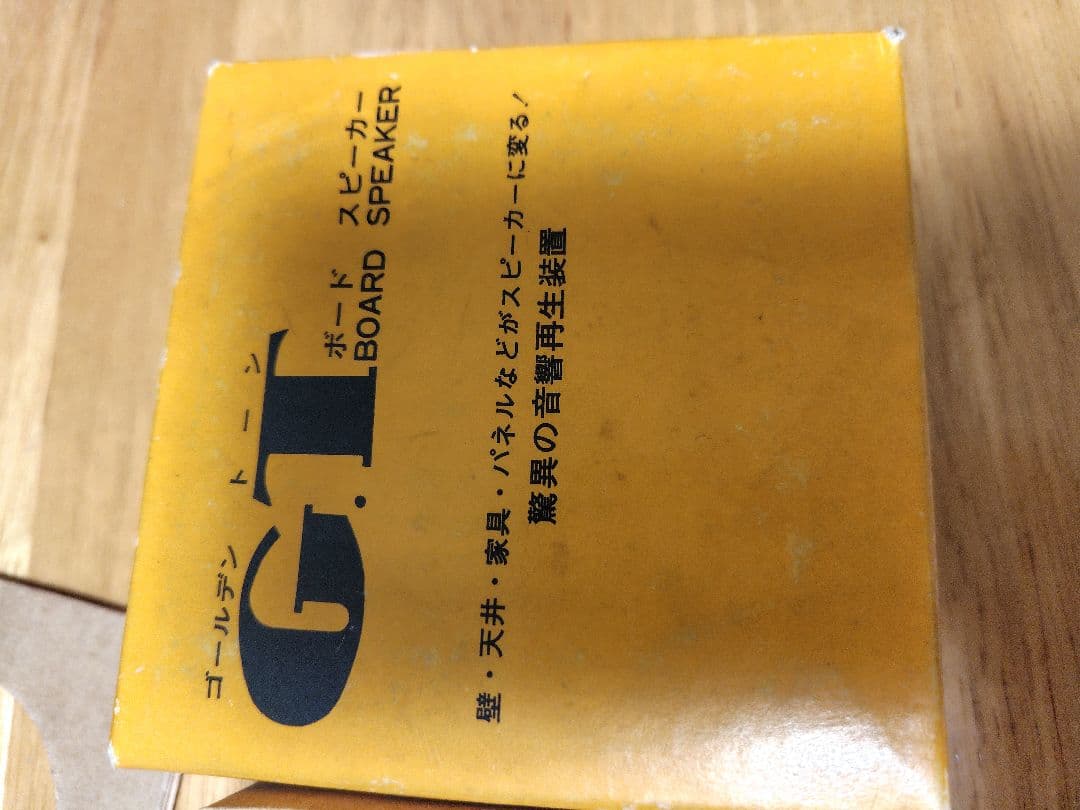 ゴールデン トーン
G.T
ボード スピーカー
BOARD SPEAKER
壁・天井・家具・パネルなどがスピーカーに変る！
驚異の音響再生装置